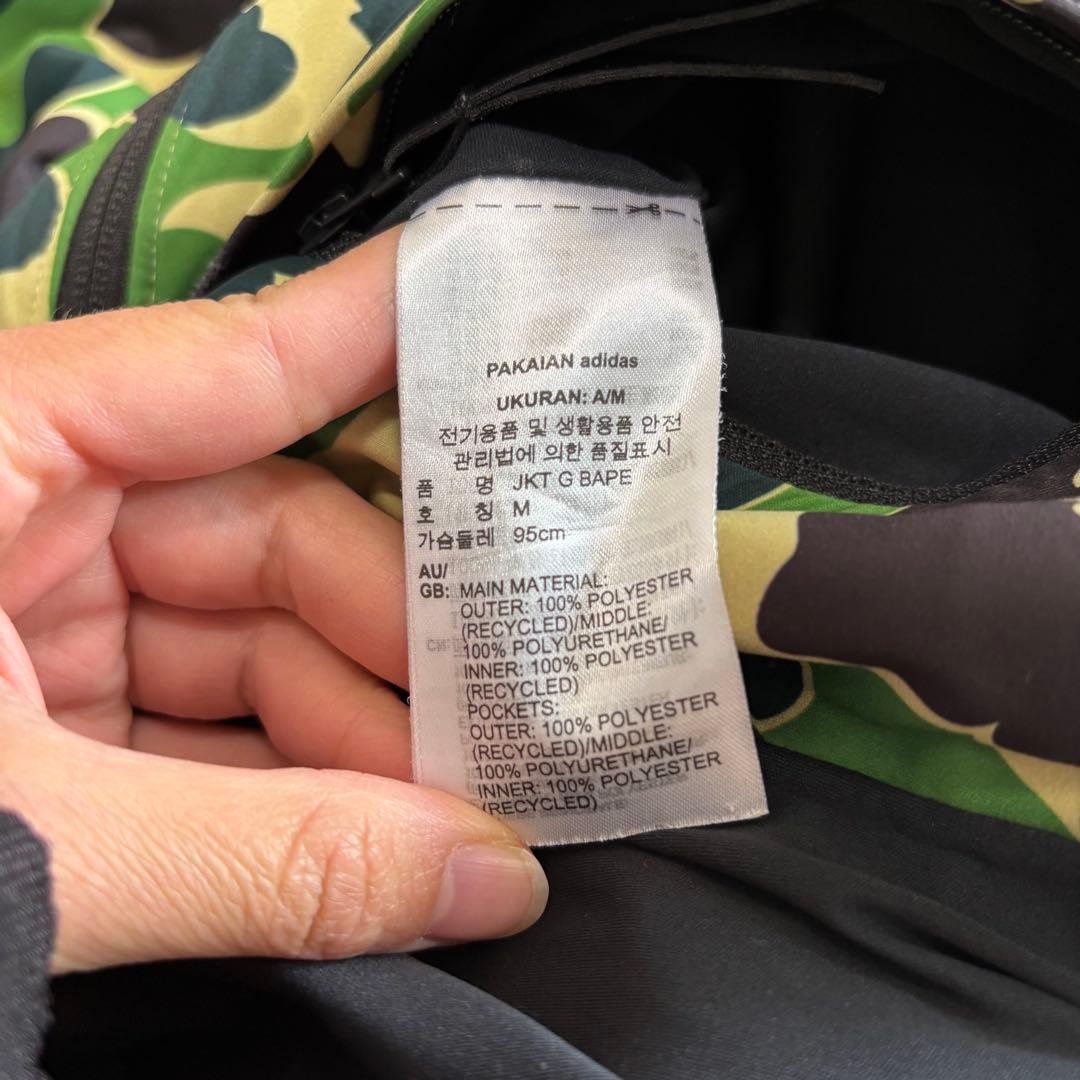 PAKAIAN adidas
UKURAN: A/M
전기용품 및 생활용품 안전
관리법에 의한 품질표시
품 명 JKT G BAPE
호 칭 M
가슴둘레 95cm
AU/
GB: MAIN MATERIAL:
OUTER: 100% POLYESTER
(RECYCLED)/MIDDLE:
100% POLYURETHANE/
INNER: 100% POLYESTER
(RECYCLED)
POCKETS:
OUTER: 100% POLYESTER
(RECYCLED)/MIDDLE:
100% POLYURETHANE/
INNER: 100% POLYESTER
(RECYCLED)